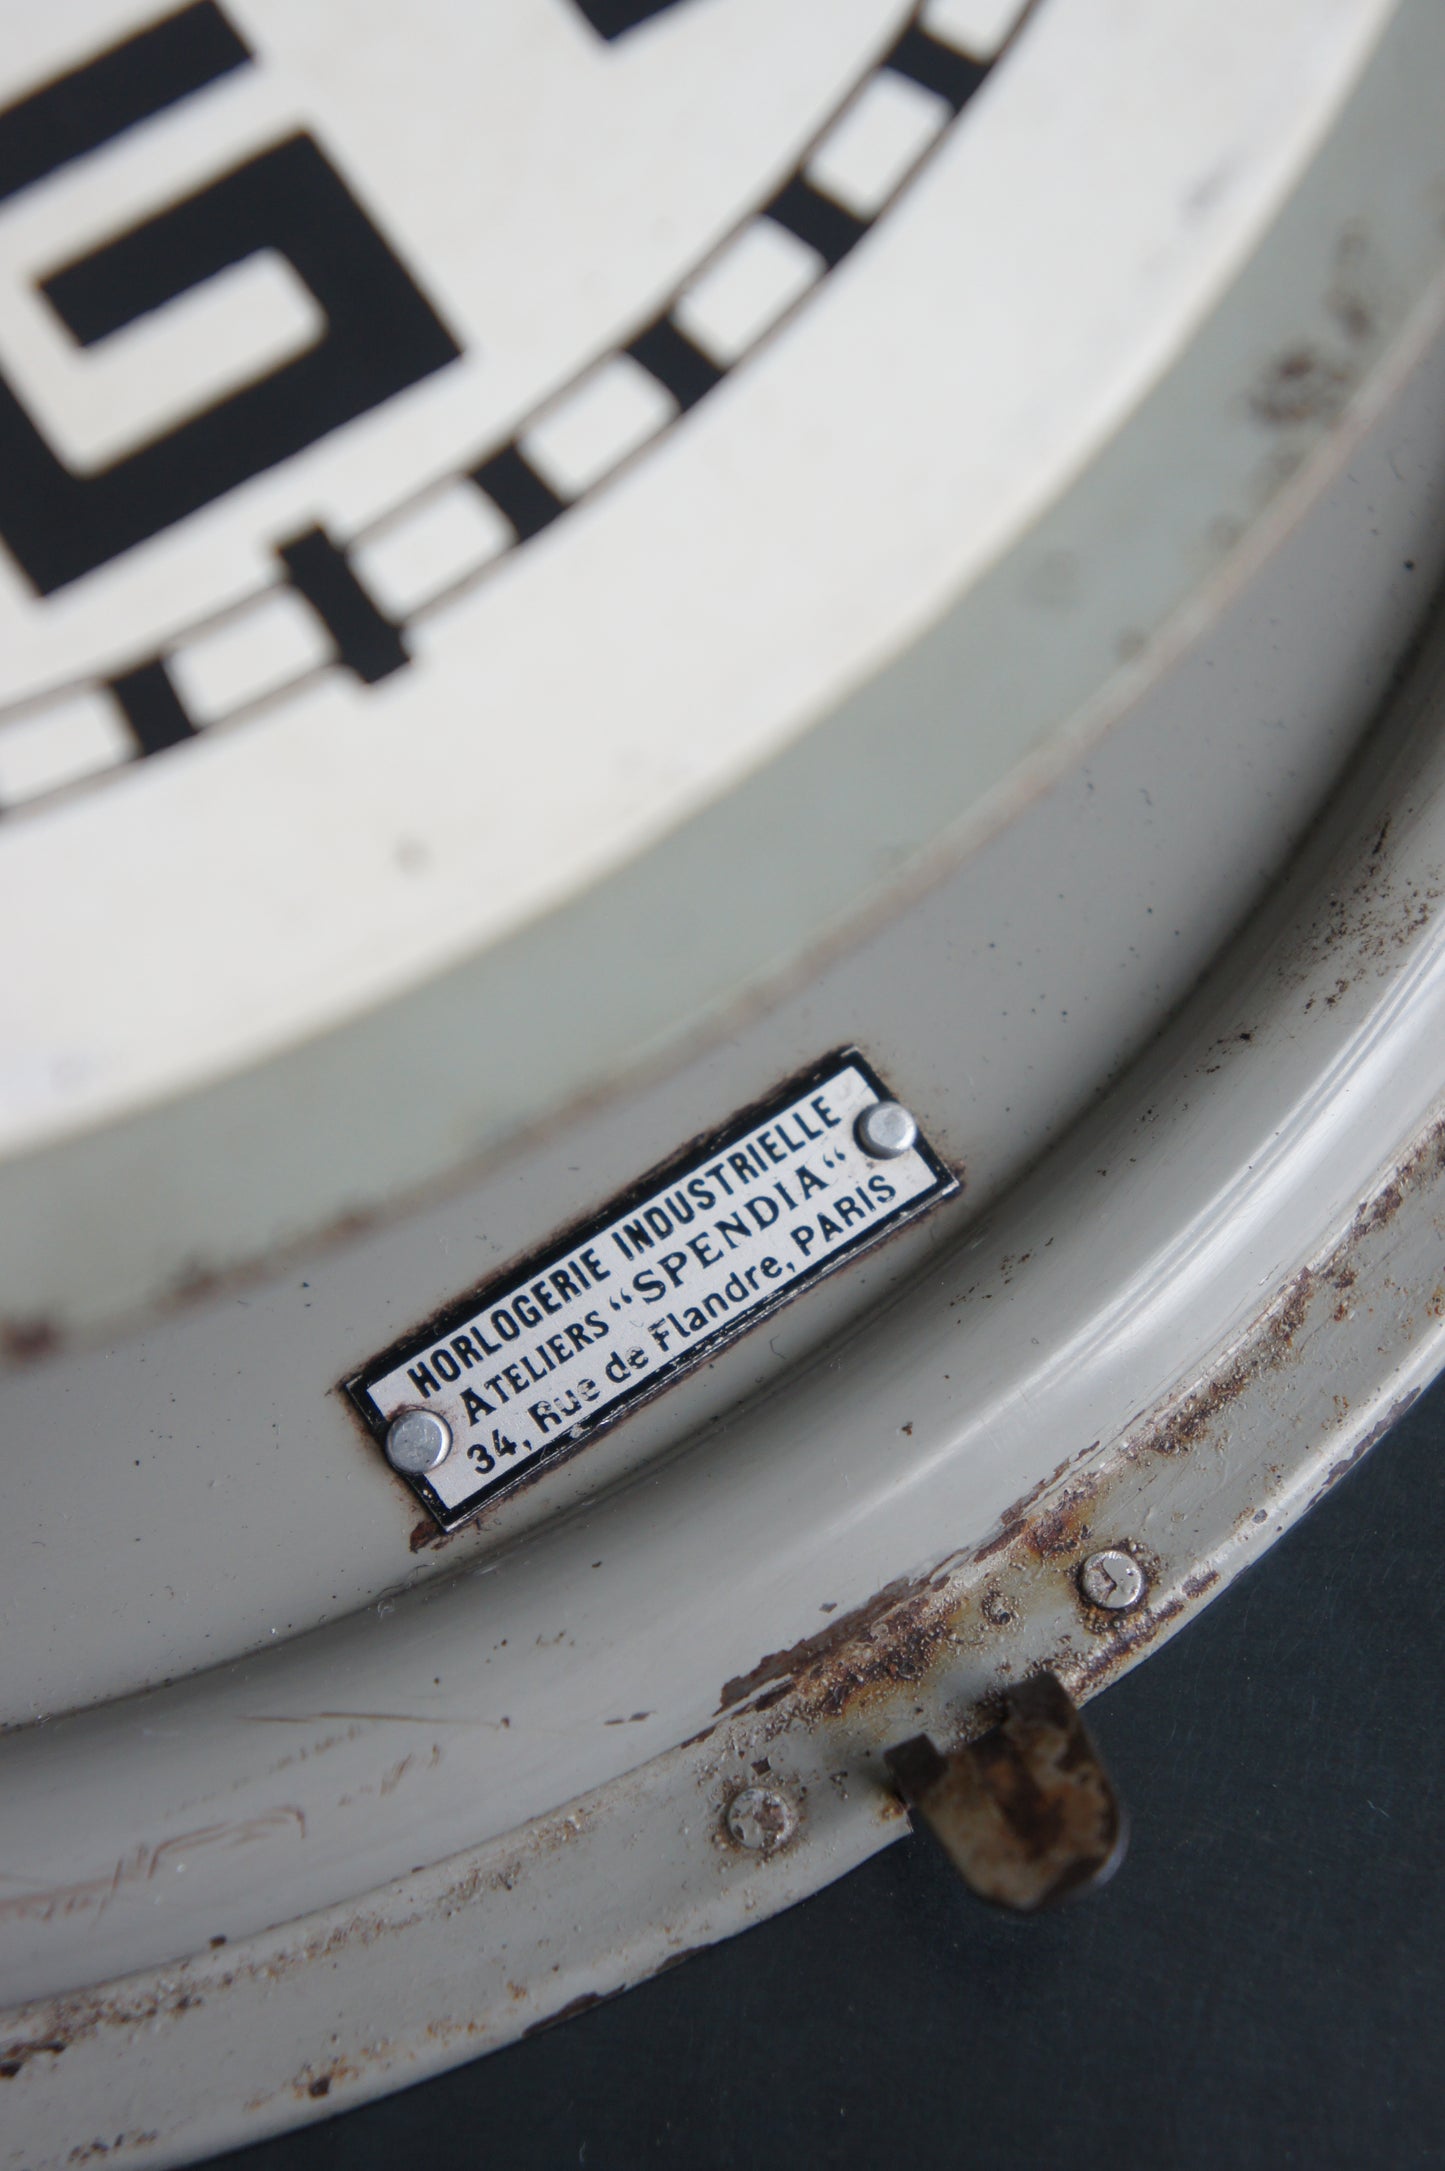 HORLOGERIE INDUSTRIELLE
ATELIERS “SPENDIA“
34, Rue de Flandre, PARIS